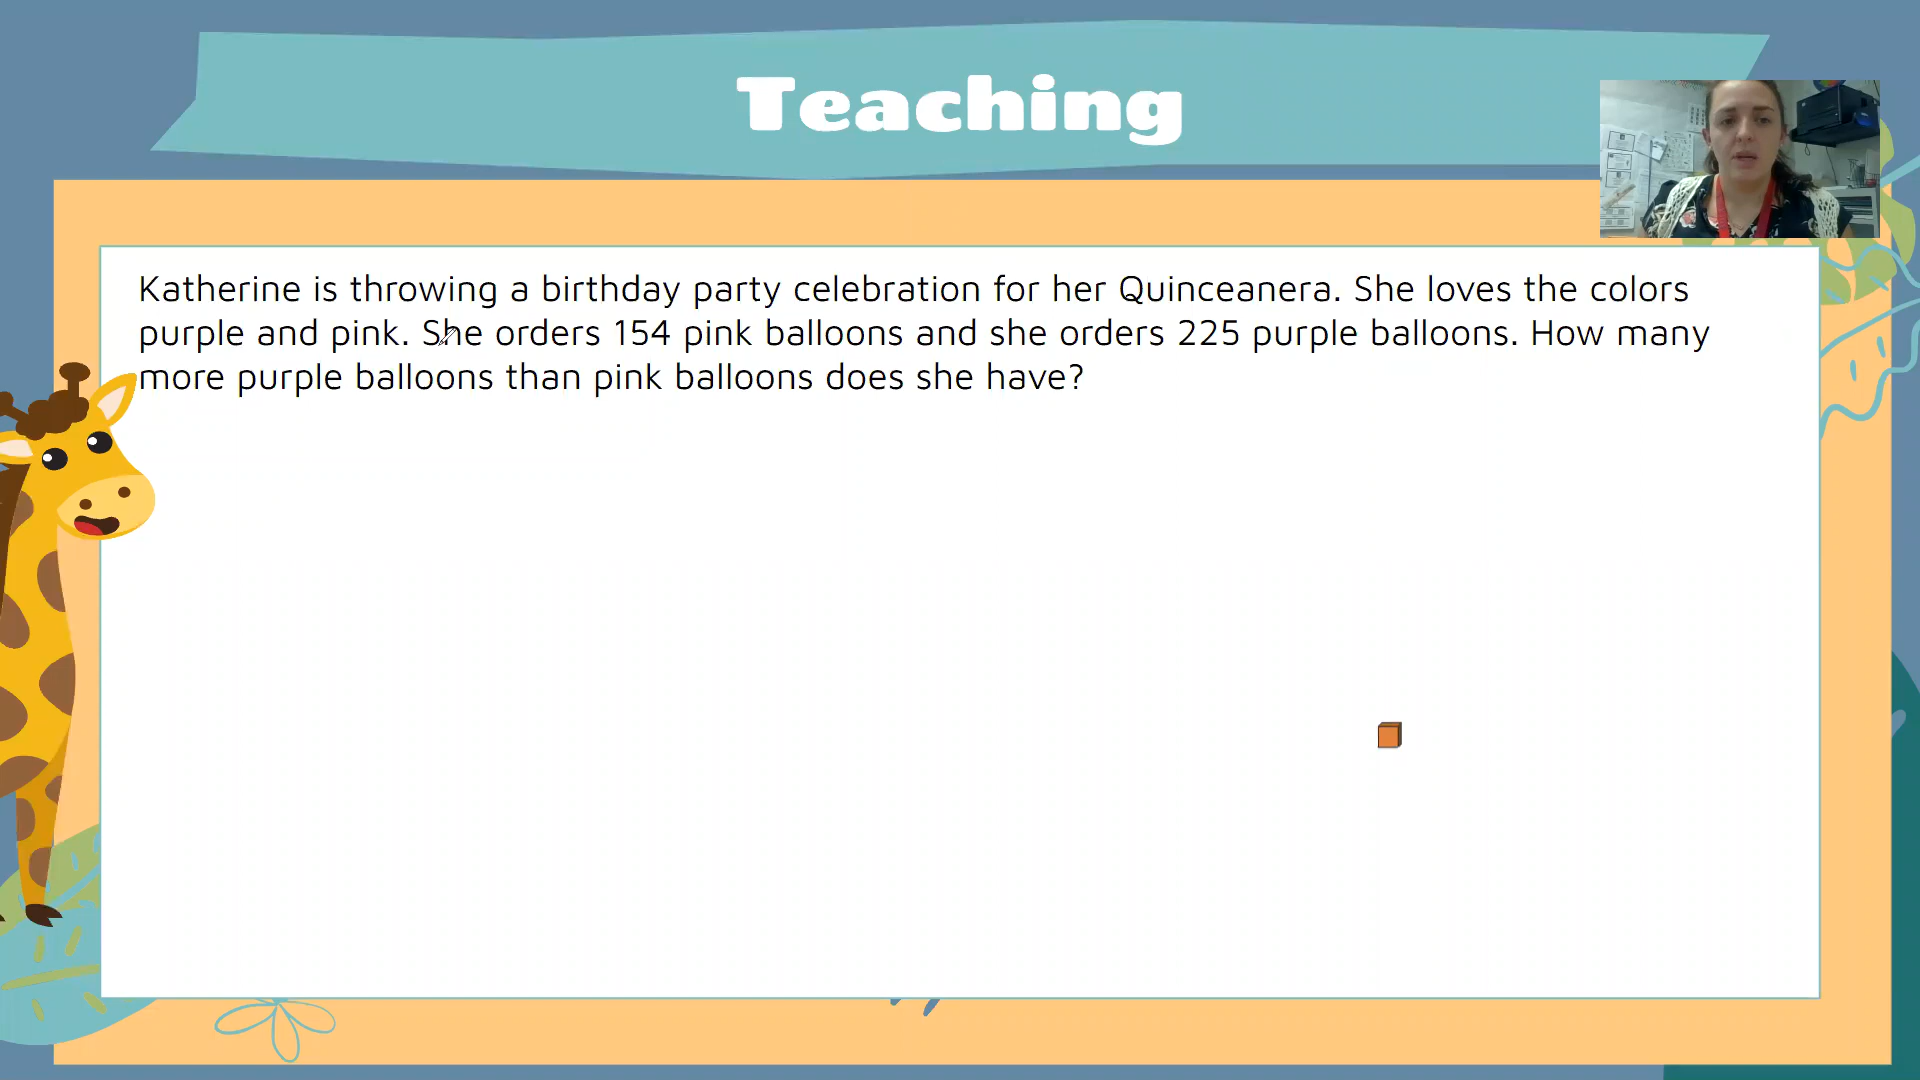 Teaching
Katherine is throwing a birthday party celebration for her Quinceanera. She loves the colors
purple and pink. She orders 154 pink balloons and she orders 225 purple balloons. How many
more purple balloons than pink balloons does she have?